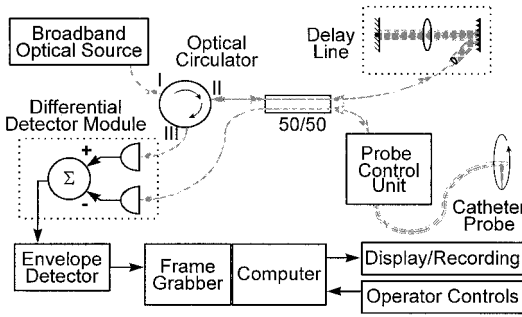 Broadband
Optical Source
Optical
Circulator
Delay
Line
I
II
III
50/50
Differential
Detector Module
+
Σ
-
Probe
Control
Unit
Catheter
Probe
Envelope
Detector
Frame
Grabber
Computer
Display/Recording
Operator Controls